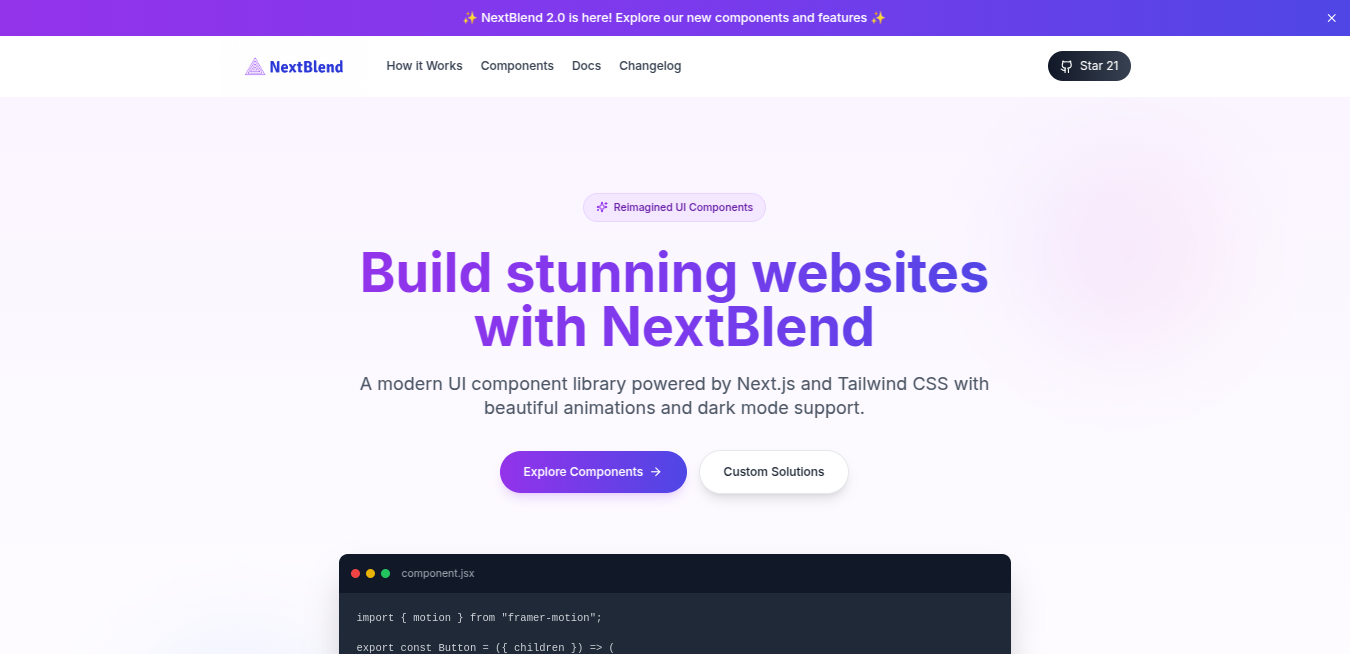 ✨ NextBlend 2.0 is here! Explore our new components and features ✨
NextBlend
How it Works
Components
Docs
Changelog
Star 21
Reimagined UI Components
Build stunning websites
with NextBlend
A modern UI component library powered by Next.js and Tailwind CSS with
beautiful animations and dark mode support.
Explore Components
Custom Solutions
component.jsx
import { motion } from "framer-motion";
export const Button = ({ children }) => (